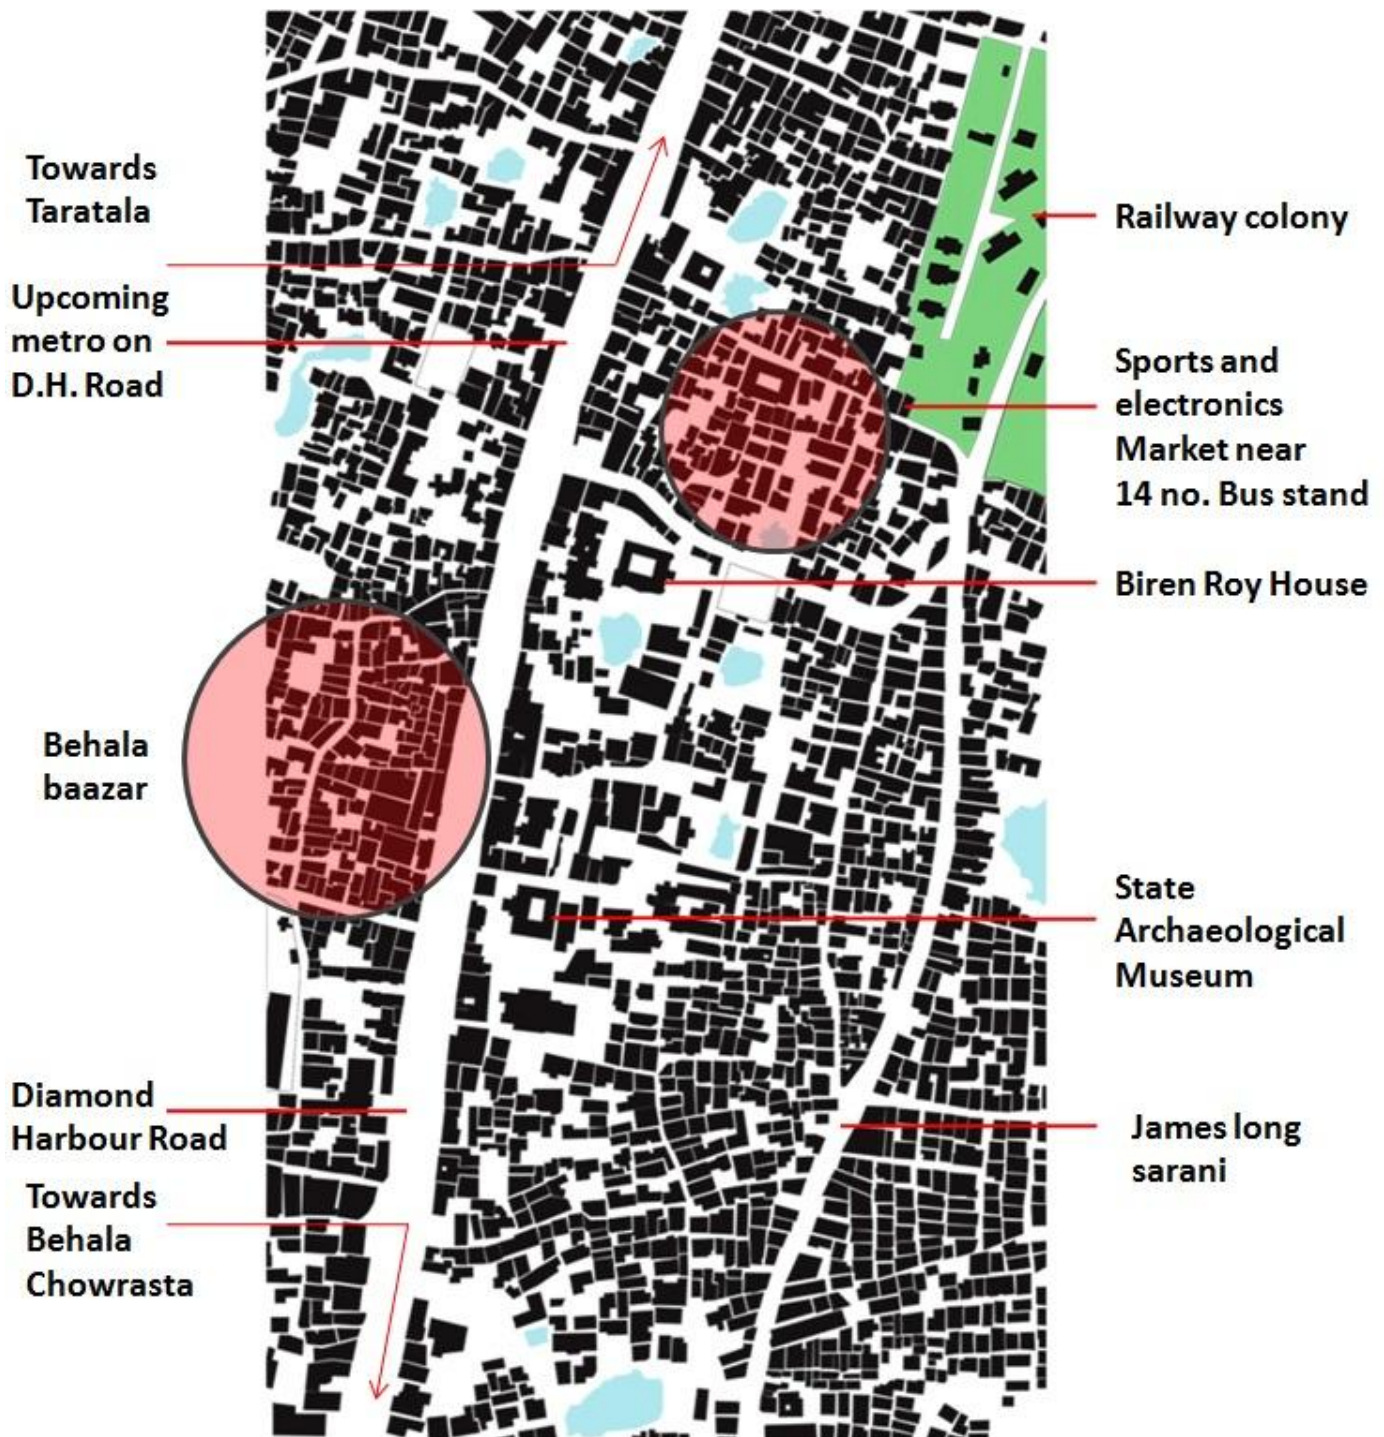 Towards
Taratala
Upcoming
metro on
D.H. Road
Behala
baazar
Diamond
Harbour Road
Towards
Behala
Chowrasta
Railway colony
Sports and
electronics
Market near
14 no. Bus stand
Biren Roy House
State
Archaeological
Museum
James long
sarani